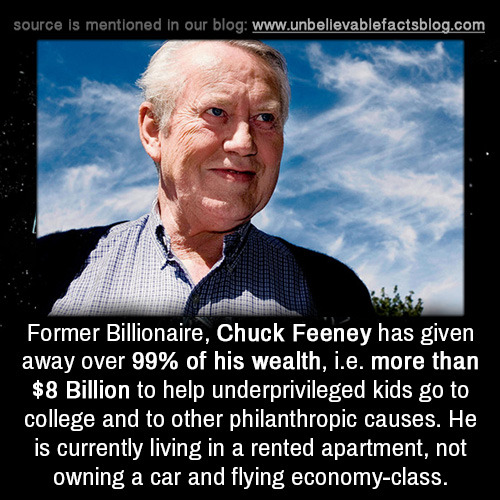 source is mentioned in our blog: www.unbelievablefactsblog.com
Former Billionaire, Chuck Feeney has given
away over 99% of his wealth, i.e. more than
$8 Billion to help underprivileged kids go to
college and to other philanthropic causes. He
is currently living in a rented apartment, not
owning a car and flying economy-class.